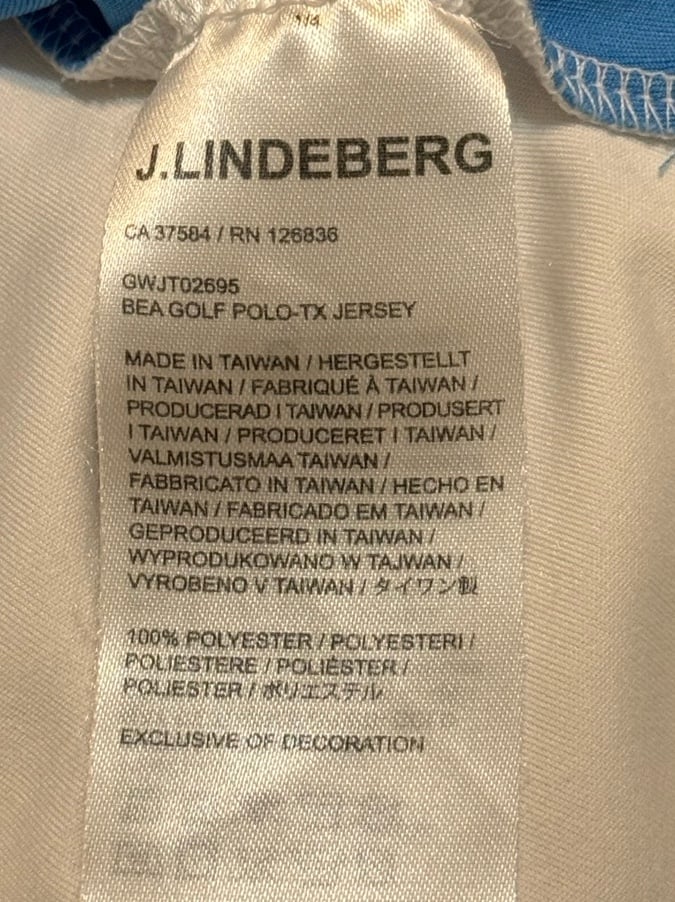 1/4
J.LINDEBERG
CA 37584 / RN 126836
GWJT02695
BEA GOLF POLO-TX JERSEY
MADE IN TAIWAN / HERGESTELLT
IN TAIWAN / FABRIQUÉ À TAIWAN /
PRODUCERAD I TAIWAN / PRODUSERT
I TAIWAN / PRODUCERET I TAIWAN /
VALMISTUSMAA TAIWAN /
FABBRICATO IN TAIWAN / HECHO EN
TAIWAN / FABRICADO EM TAIWAN /
GEPRODUCEERD IN TAIWAN /
WYPRODUKOWANO W TAJWAN /
VYROBENO V TAIWAN / タイワン製
100% POLYESTER / POLYESTERI /
POLIESTERE / POLIÉSTER /
POLIESTER / ポリエステル
EXCLUSIVE OF DECORATION